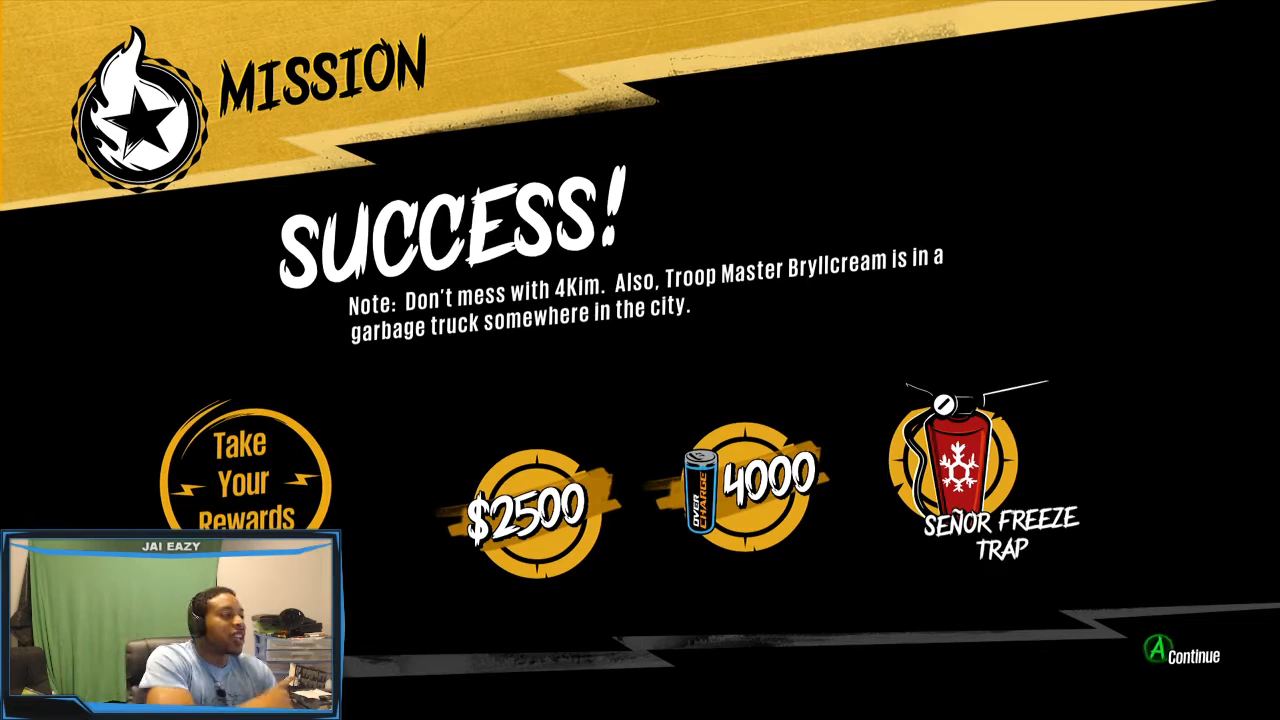 MISSION
SUCCESS!
Note: Don't mess with 4Kim. Also, Troop Master Bryllcream is in a
garbage truck somewhere in the city.
Take
Your
Rewards
$2500
OVER
CHARGE
4000
SEÑOR FREEZE
TRAP
JAI EAZY
A Continue